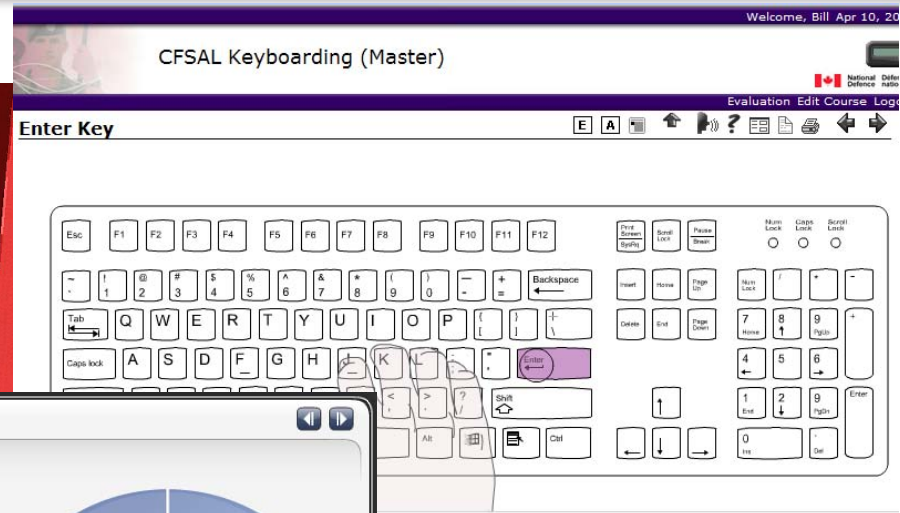 Welcome, Bill Apr 10, 20
CFSAL Keyboarding (Master)
National Défen
Defence natio
Evaluation Edit Course Logo
Enter Key
E A ?
Num Lock Caps Lock Scroll Lock
Esc F1 F2 F3 F4 F5 F6 F7 F8 F9 F10 F11 F12 Print Screen SysRq Scroll Lock Pause Break
~ ` ! 1 @ 2 # 3 $ 4 % 5 ^ 6 & 7 * 8 ( 9 ) 0 - + = Backspace Insert Home Page Up Num Lock / * -
Tab Q W E R T Y U I O P { [ } ] \ Delete End Page Down 7 Home 8 9 PgUp +
Caps lock A S D F G H J K L : ; " ' Enter 4 5 6
< , > . ? / Shift 1 End 2 9 PgDn Enter
Alt Ctrl 0 Ins . Del